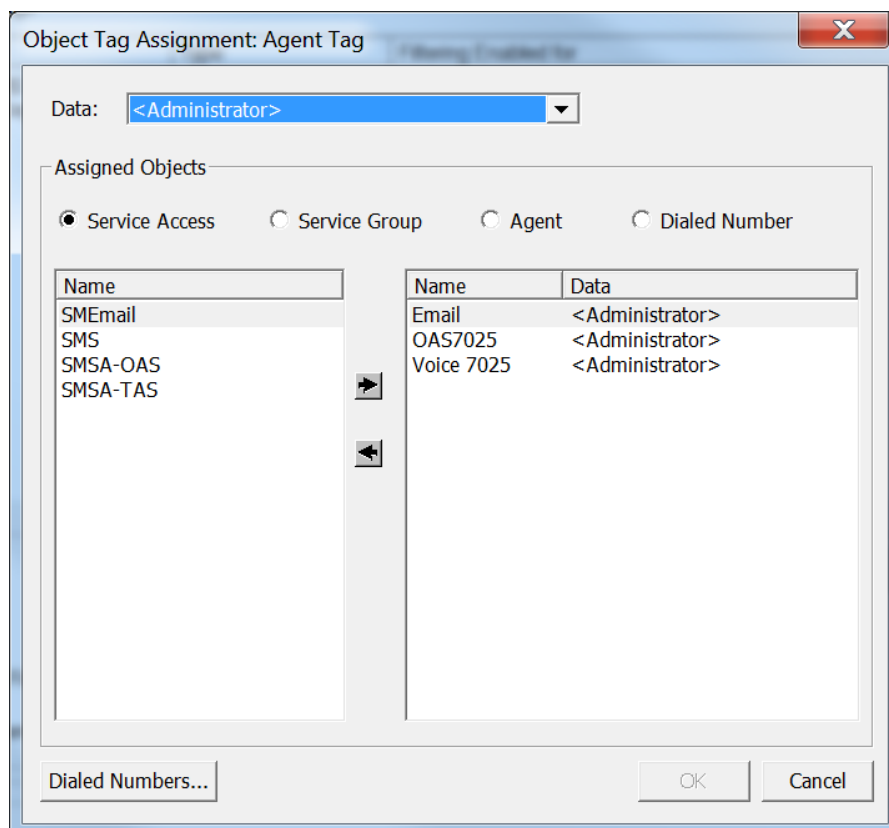 Object Tag Assignment: Agent Tag
Data: <Administrator>
Assigned Objects
Service Access Service Group Agent Dialed Number
Name Name Data
SMEmail Email <Administrator>
SMS OAS7025 <Administrator>
SMSA-OAS Voice 7025 <Administrator>
SMSA-TAS
Dialed Numbers... OK Cancel